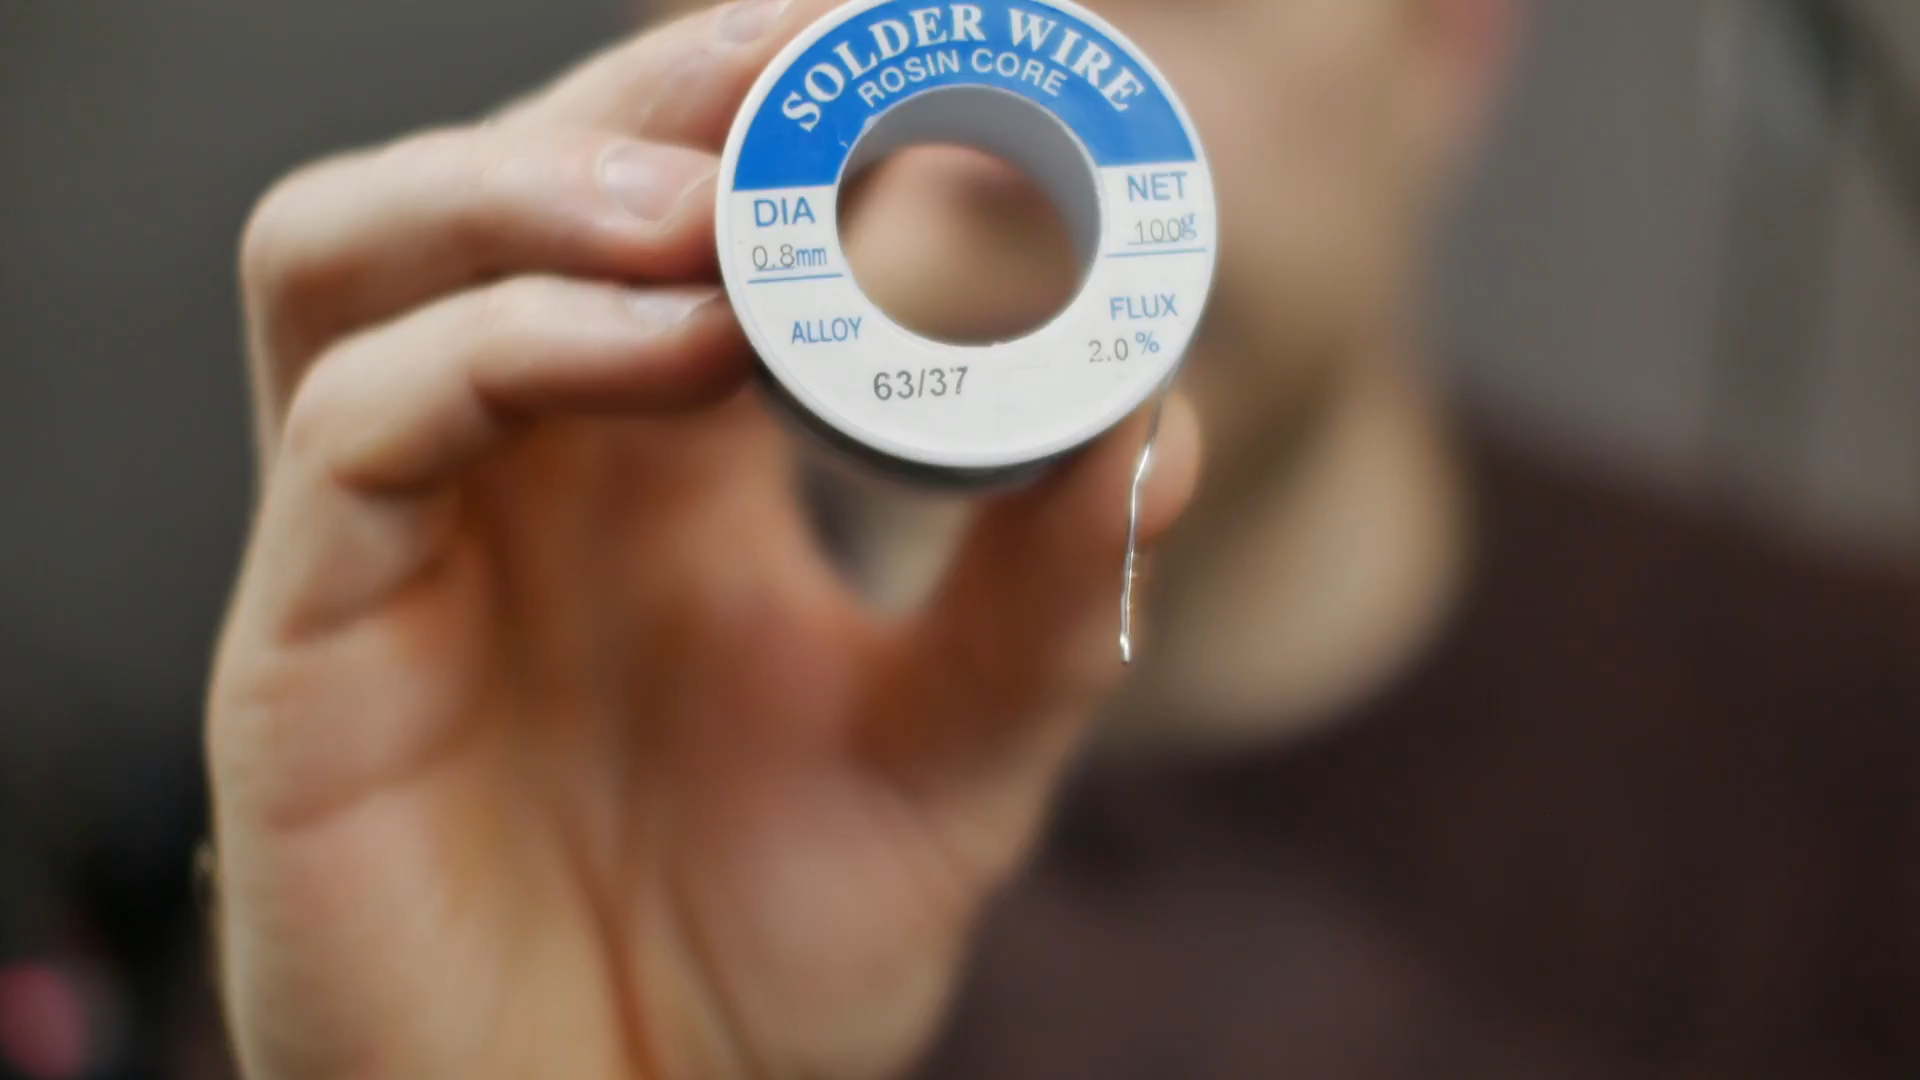 SOLDER WIRE
ROSIN CORE
DIA
0.8mm
NET
100g
ALLOY
63/37
FLUX
2.0%